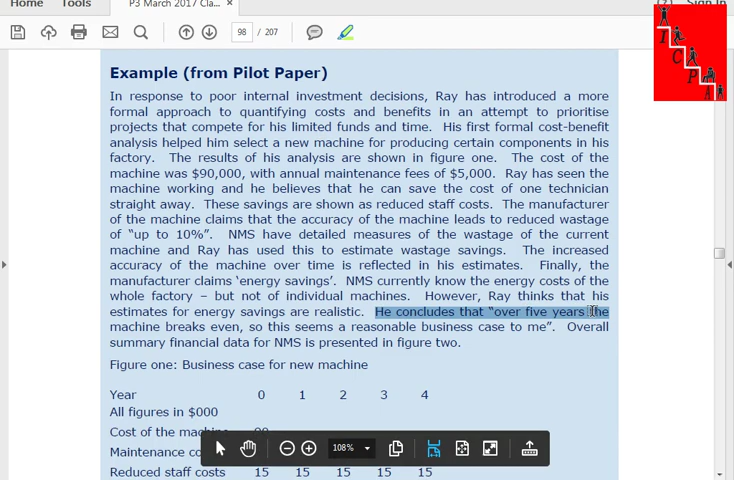 Home Tools P3 March 2017 Cla... × Sign In
98 / 207
I
C
P
A
Example (from Pilot Paper)
In response to poor internal investment decisions, Ray has introduced a more
formal approach to quantifying costs and benefits in an attempt to prioritise
projects that compete for his limited funds and time. His first formal cost-benefit
analysis helped him select a new machine for producing certain components in his
factory. The results of his analysis are shown in figure one. The cost of the
machine was $90,000, with annual maintenance fees of $5,000. Ray has seen the
machine working and he believes that he can save the cost of one technician
straight away. These savings are shown as reduced staff costs. The manufacturer
of the machine claims that the accuracy of the machine leads to reduced wastage
of “up to 10%”. NMS have detailed measures of the wastage of the current
machine and Ray has used this to estimate wastage savings. The increased
accuracy of the machine over time is reflected in his estimates. Finally, the
manufacturer claims ‘energy savings’. NMS currently know the energy costs of the
whole factory – but not of individual machines. However, Ray thinks that his
estimates for energy savings are realistic. He concludes that “over five years the
machine breaks even, so this seems a reasonable business case to me”. Overall
summary financial data for NMS is presented in figure two.
Figure one: Business case for new machine
Year 0 1 2 3 4
All figures in $000
Cost of the
Maintenance
108%
Reduced staff costs 15 15 15 15 15